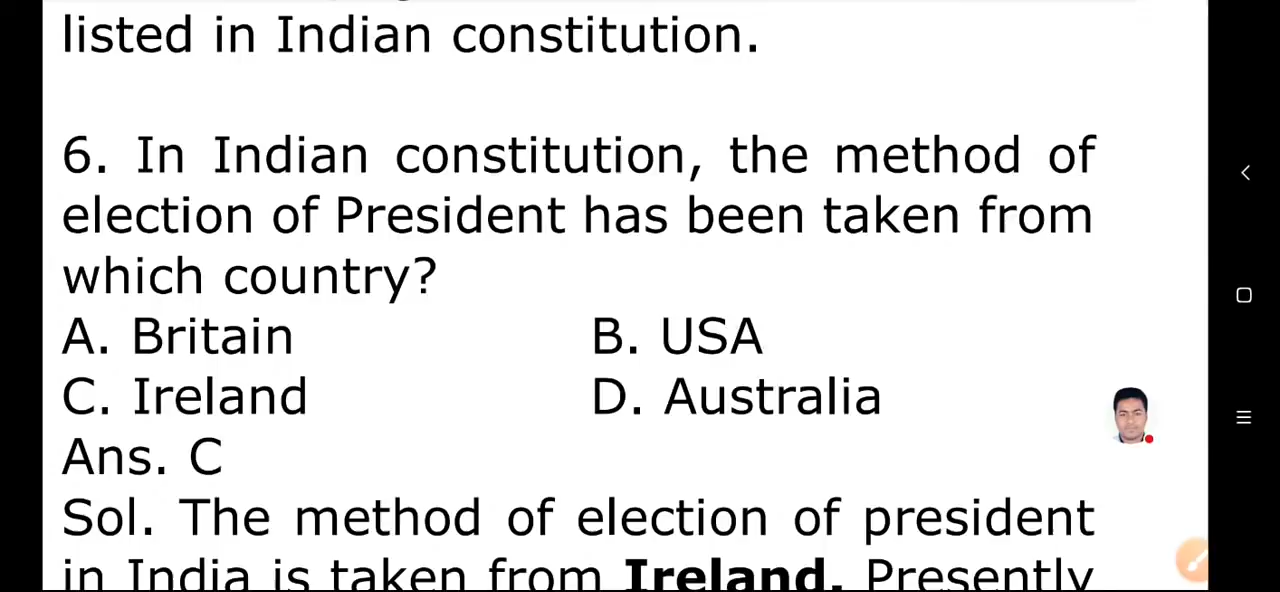 listed in Indian constitution.
6. In Indian constitution, the method of
election of President has been taken from
which country?
A. Britain B. USA
C. Ireland D. Australia
Ans. C
Sol. The method of election of president
in India is taken from Ireland. Presently